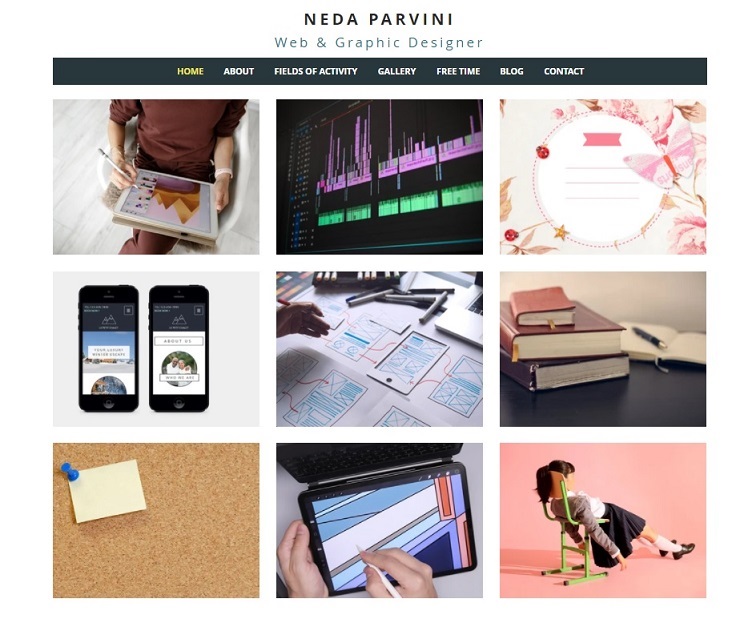 NEDA PARVINI
Web & Graphic Designer
HOME ABOUT FIELDS OF ACTIVITY GALLERY FREE TIME BLOG CONTACT
YOUR LUXURY
WINTER ESCAPE
ABOUT US
WHO WE ARE